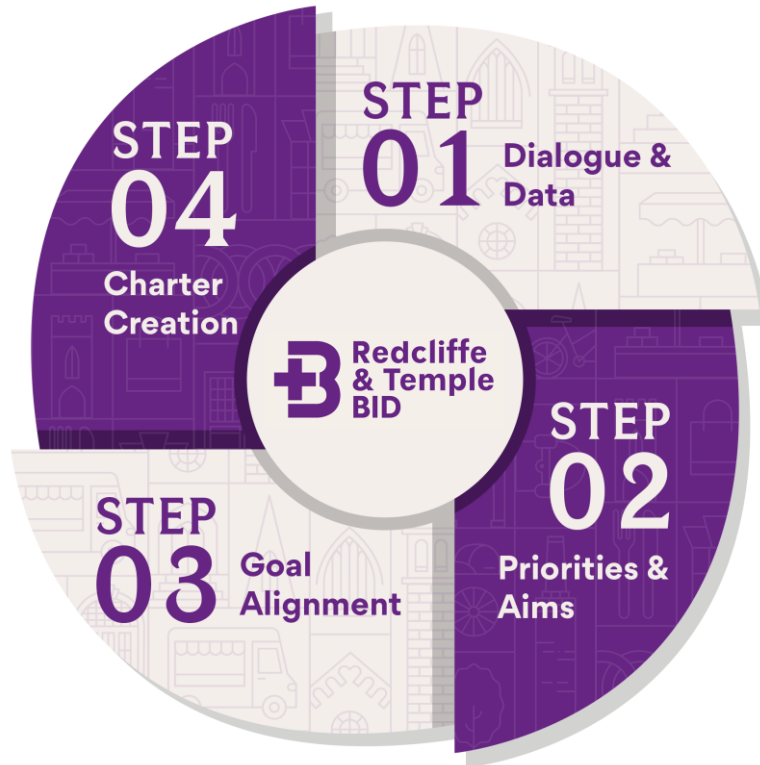 STEP
01
Dialogue &
Data
STEP
02
Priorities &
Aims
STEP
03
Goal
Alignment
STEP
04
Charter
Creation
+B
Redcliffe
& Temple
BID